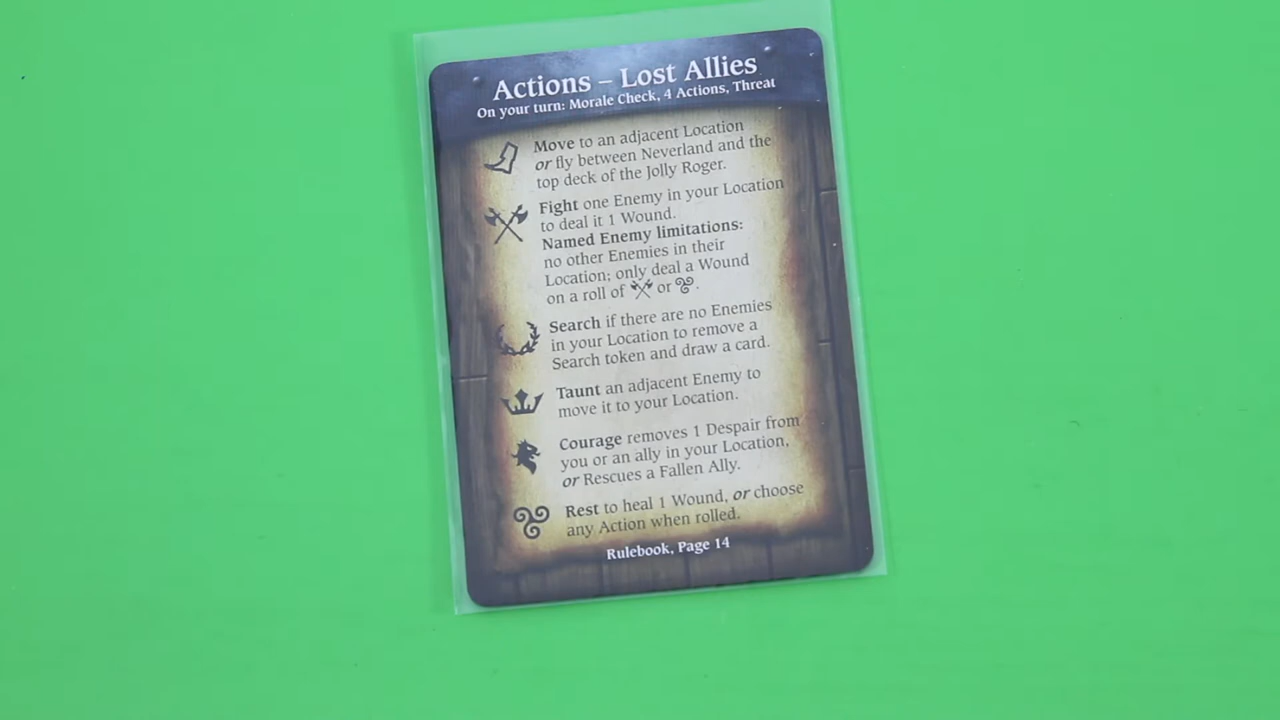 Actions – Lost Allies
On your turn: Morale Check, 4 Actions, Threat
Move to an adjacent Location
or fly between Neverland and the
top deck of the Jolly Roger.
Fight one Enemy in your Location
to deal it 1 Wound.
Named Enemy limitations:
no other Enemies in their
Location; only deal a Wound
on a roll of or .
Search if there are no Enemies
in your Location to remove a
Search token and draw a card.
Taunt an adjacent Enemy to
move it to your Location.
Courage removes 1 Despair from
you or an ally in your Location,
or Rescues a Fallen Ally.
Rest to heal 1 Wound, or choose
any Action when rolled.
Rulebook, Page 14